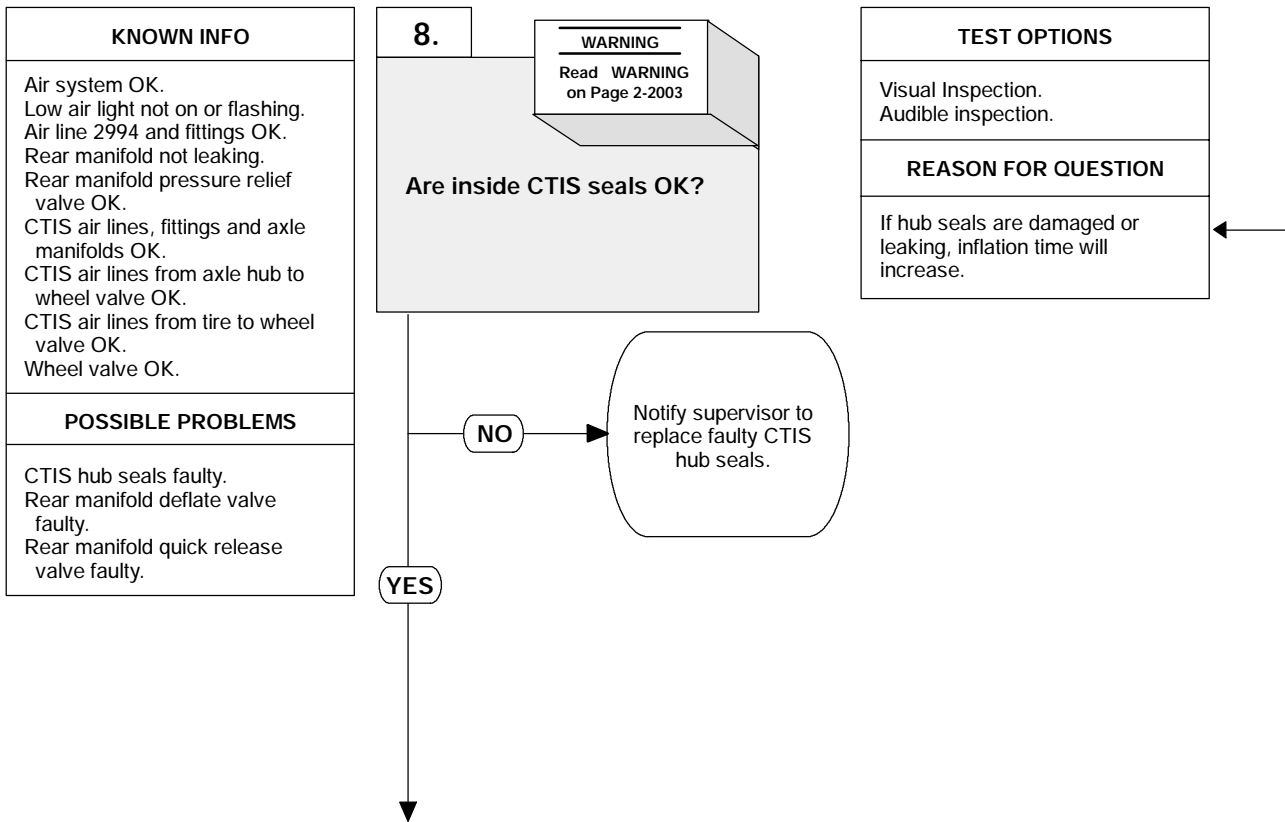 KNOWN INFO
Air system OK.
Low air light not on or flashing.
Air line 2994 and fittings OK.
Rear manifold not leaking.
Rear manifold pressure relief
valve OK.
CTIS air lines, fittings and axle
manifolds OK.
CTIS air lines from axle hub to
wheel valve OK.
CTIS air lines from tire to wheel
valve OK.
Wheel valve OK.
POSSIBLE PROBLEMS
CTIS hub seals faulty.
Rear manifold deflate valve
faulty.
Rear manifold quick release
valve faulty.
8.
WARNING
Read WARNING
on Page 2-2003
Are inside CTIS seals OK?
NO
Notify supervisor to
replace faulty CTIS
hub seals.
YES
TEST OPTIONS
Visual Inspection.
Audible inspection.
REASON FOR QUESTION
If hub seals are damaged or
leaking, inflation time will
increase.